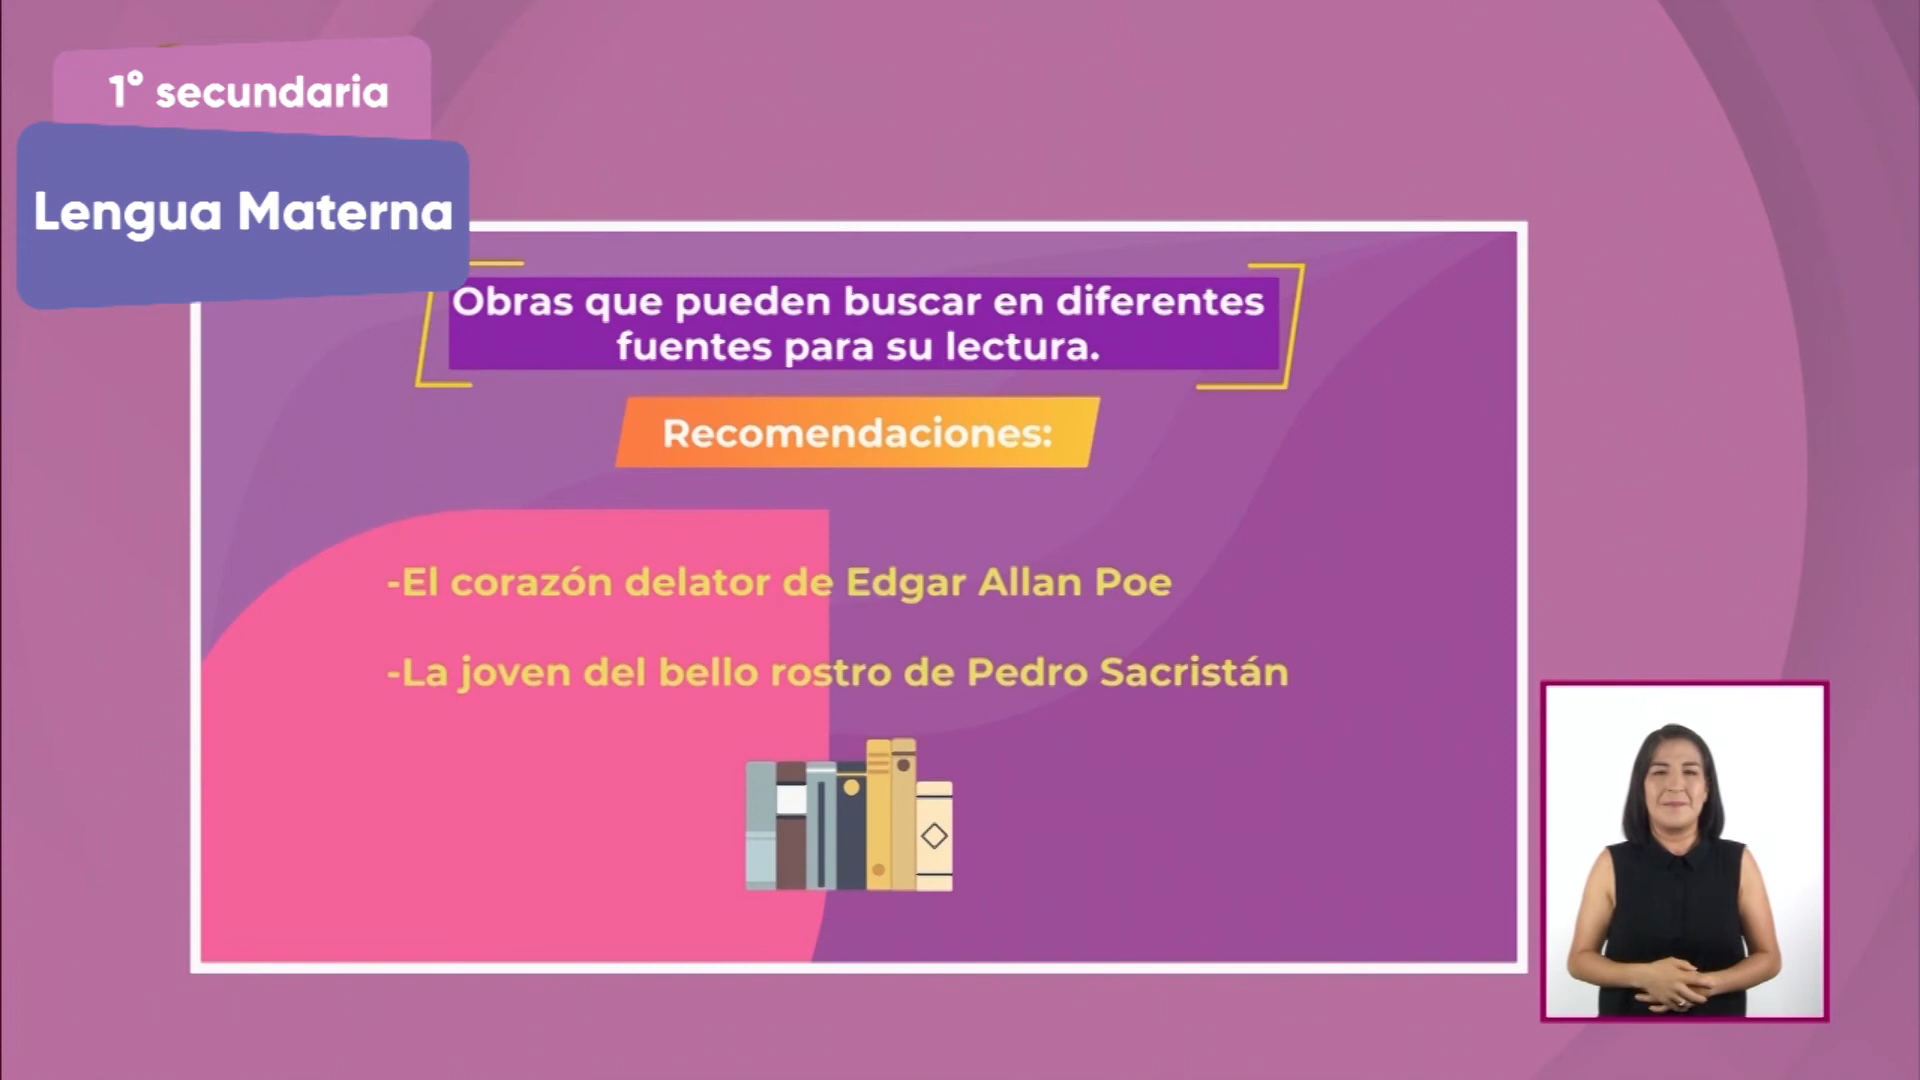 1° secundaria
Lengua Materna
Obras que pueden buscar en diferentes
fuentes para su lectura.
Recomendaciones:
-El corazón delator de Edgar Allan Poe
-La joven del bello rostro de Pedro Sacristán